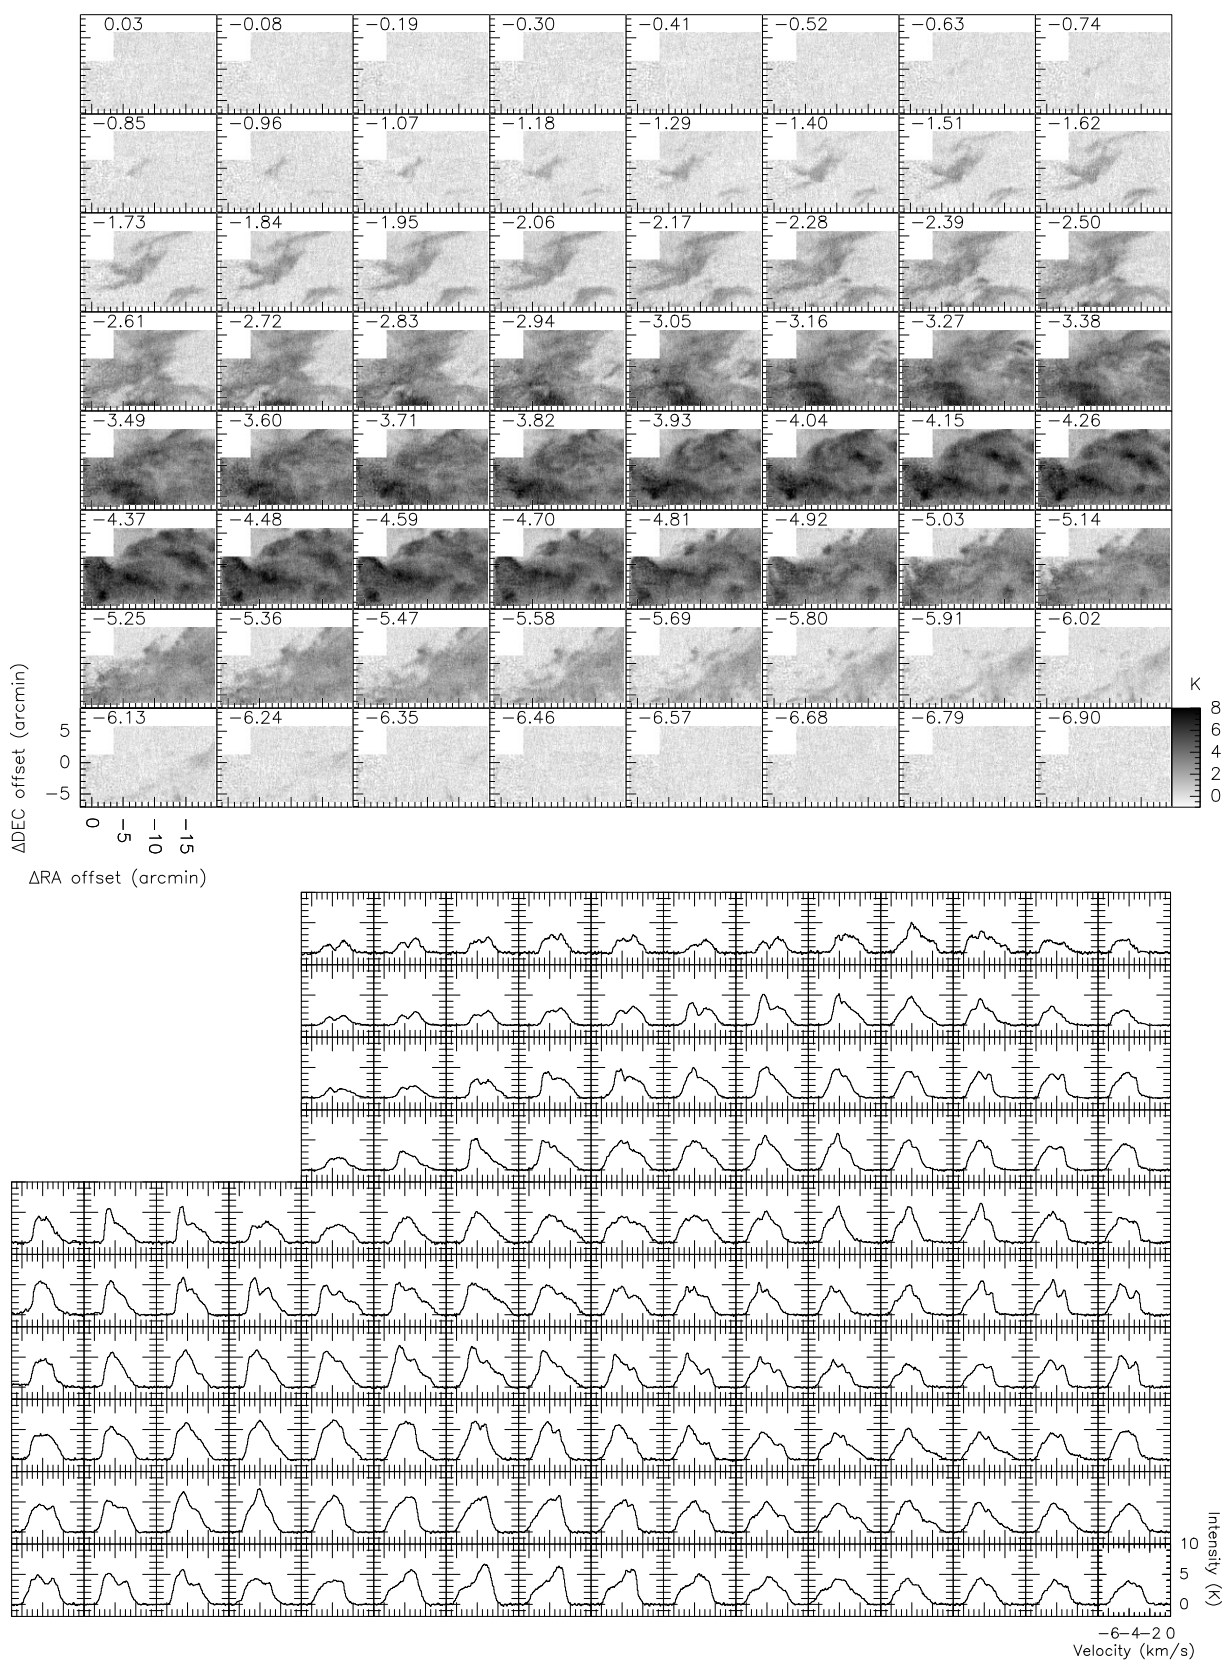 0.03 −0.08 −0.19 −0.30 −0.41 −0.52 −0.63 −0.74
−0.85 −0.96 −1.07 −1.18 −1.29 −1.40 −1.51 −1.62
−1.73 −1.84 −1.95 −2.06 −2.17 −2.28 −2.39 −2.50
−2.61 −2.72 −2.83 −2.94 −3.05 −3.16 −3.27 −3.38
−3.49 −3.60 −3.71 −3.82 −3.93 −4.04 −4.15 −4.26
−4.37 −4.48 −4.59 −4.70 −4.81 −4.92 −5.03 −5.14
−5.25 −5.36 −5.47 −5.58 −5.69 −5.80 −5.91 −6.02
−6.13 −6.24 −6.35 −6.46 −6.57 −6.68 −6.79 −6.90
K
8
6
4
2
0
5
0
−5
ΔDEC offset (arcmin)
0 −5 −10 −15
ΔRA offset (arcmin)
10
5
0
Intensity (K)
−6−4−2 0
Velocity (km/s)